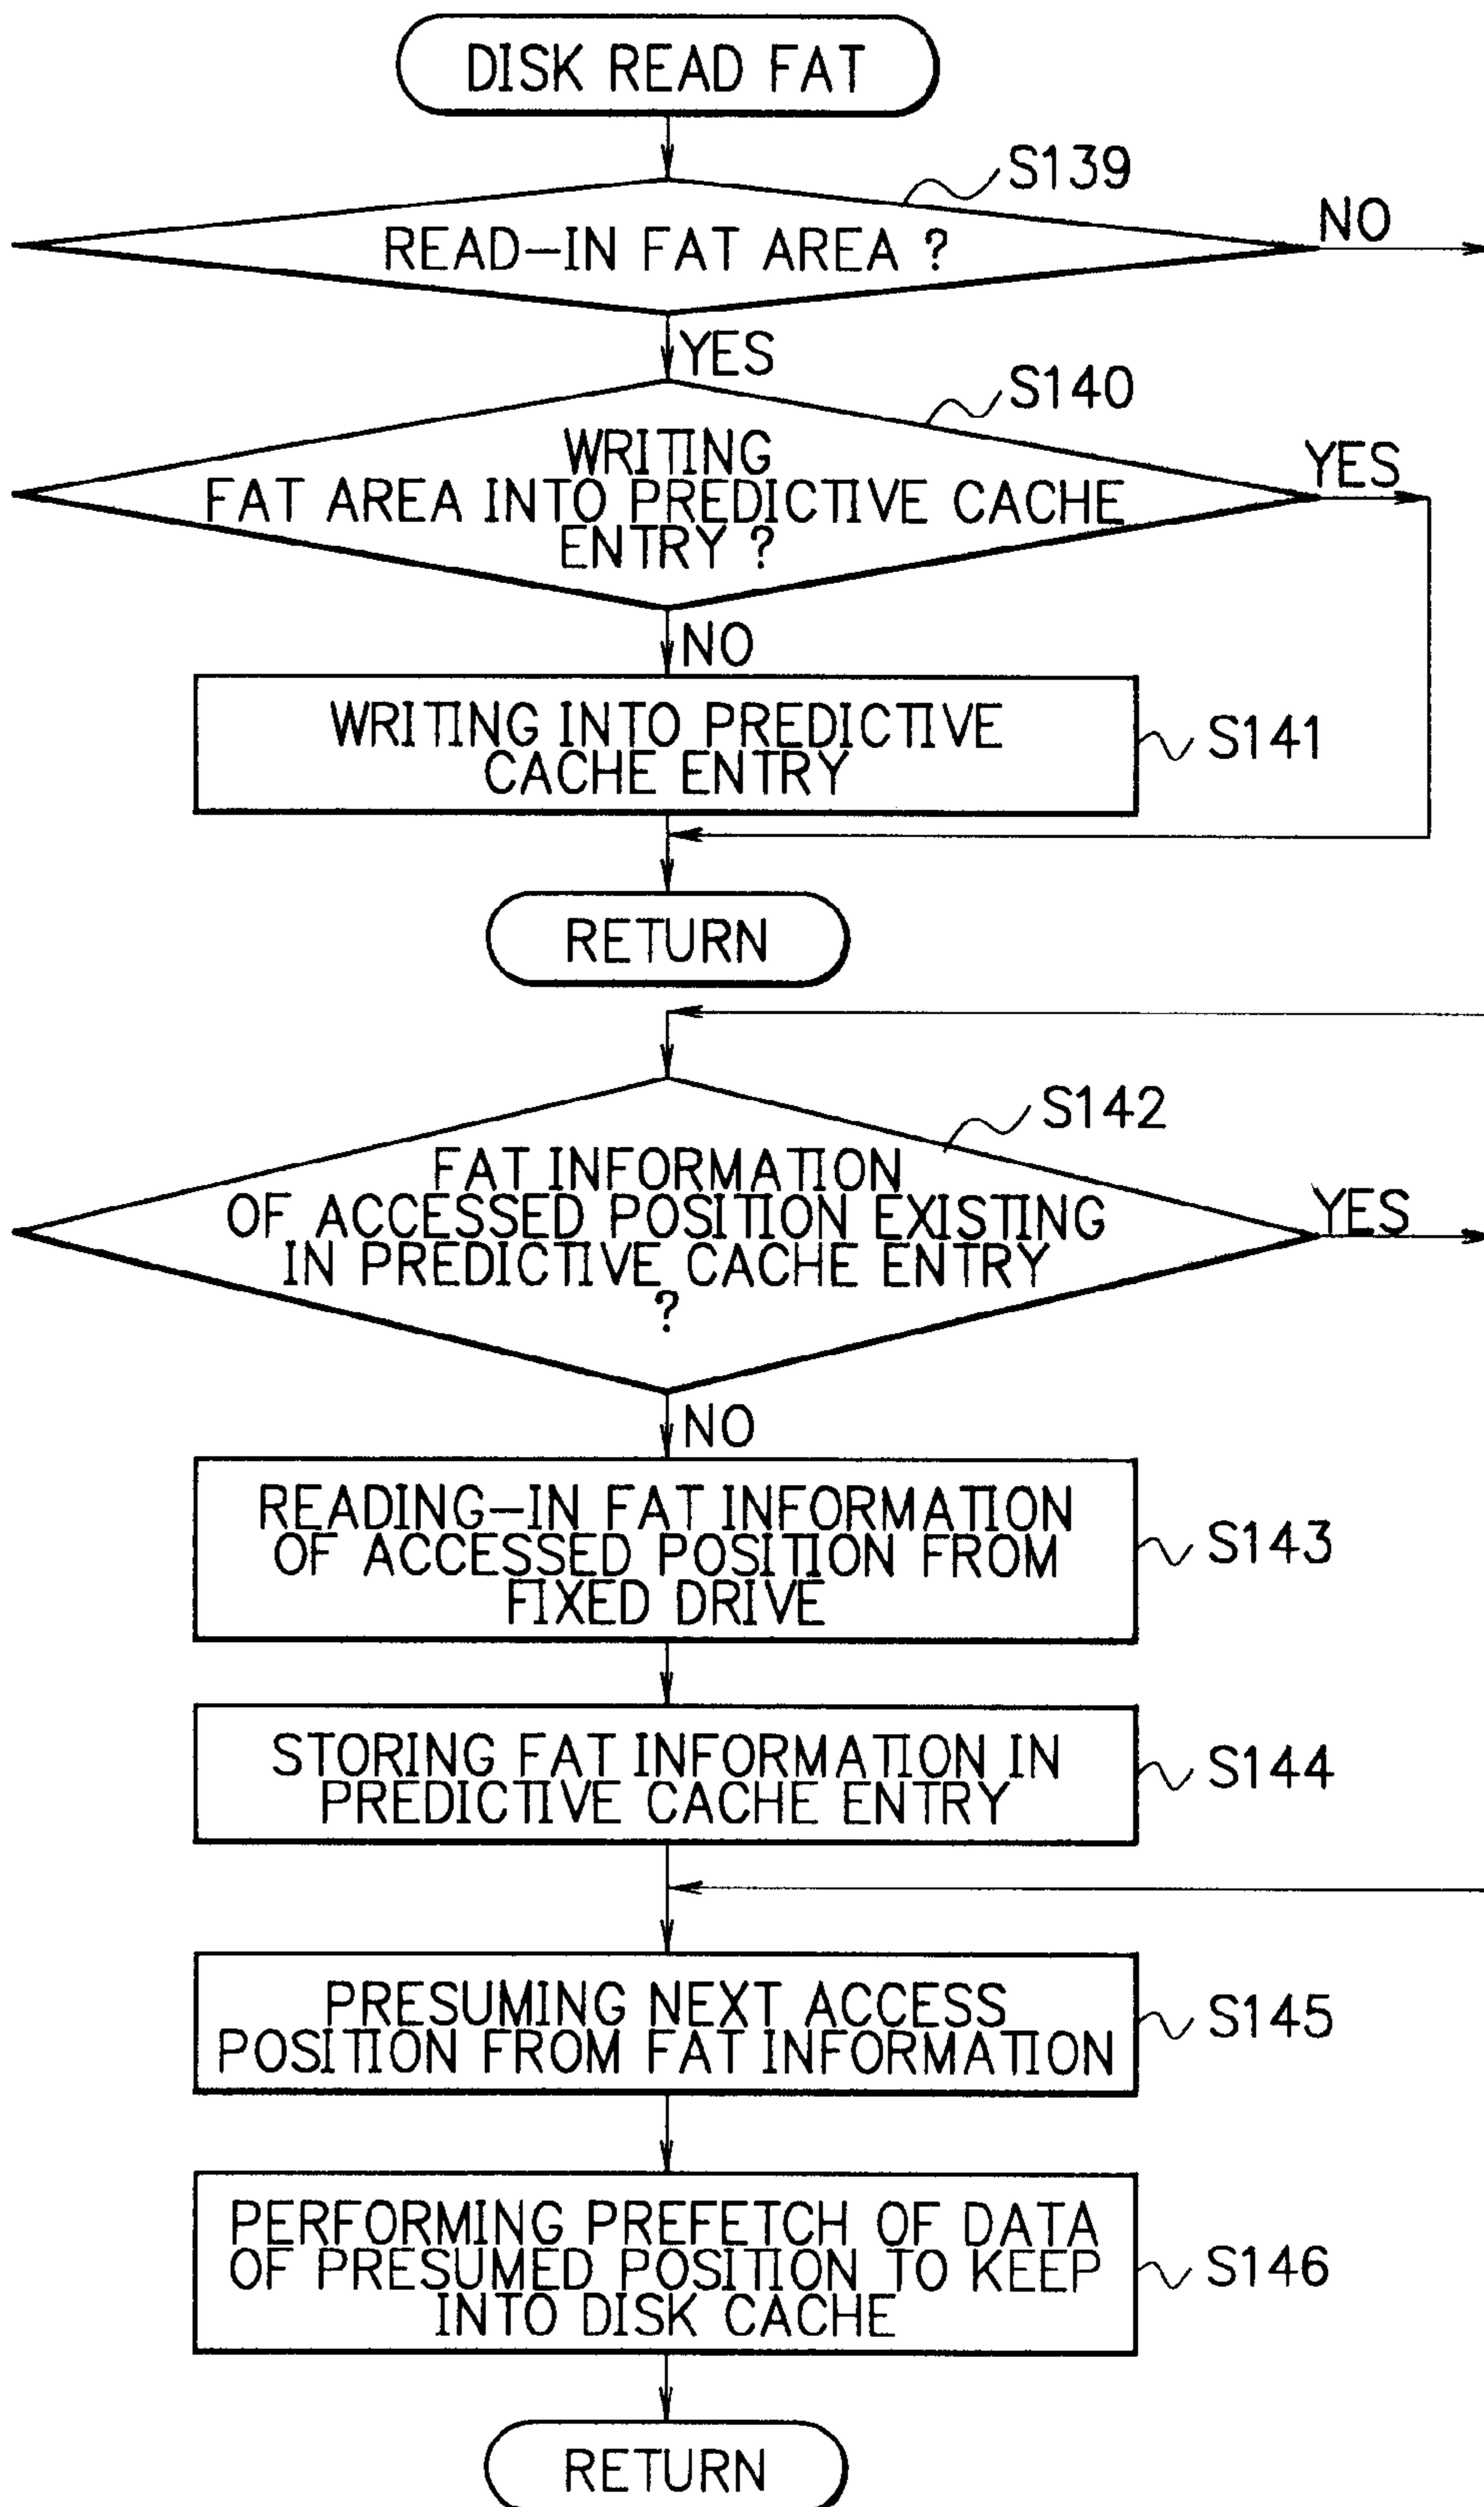 DISK READ FAT
S139
READ-IN FAT AREA ?
NO
YES
S140
WRITING
FAT AREA INTO PREDICTIVE CACHE
ENTRY ?
YES
NO
WRITING INTO PREDICTIVE
CACHE ENTRY
S141
RETURN
S142
FAT INFORMATION
OF ACCESSED POSITION EXISTING
IN PREDICTIVE CACHE ENTRY
?
YES
NO
READING-IN FAT INFORMATION
OF ACCESSED POSITION FROM
FIXED DRIVE
S143
STORING FAT INFORMATION IN
PREDICTIVE CACHE ENTRY
S144
PRESUMING NEXT ACCESS
POSITION FROM FAT INFORMATION
S145
PERFORMING PREFETCH OF DATA
OF PRESUMED POSITION TO KEEP
INTO DISK CACHE
S146
RETURN